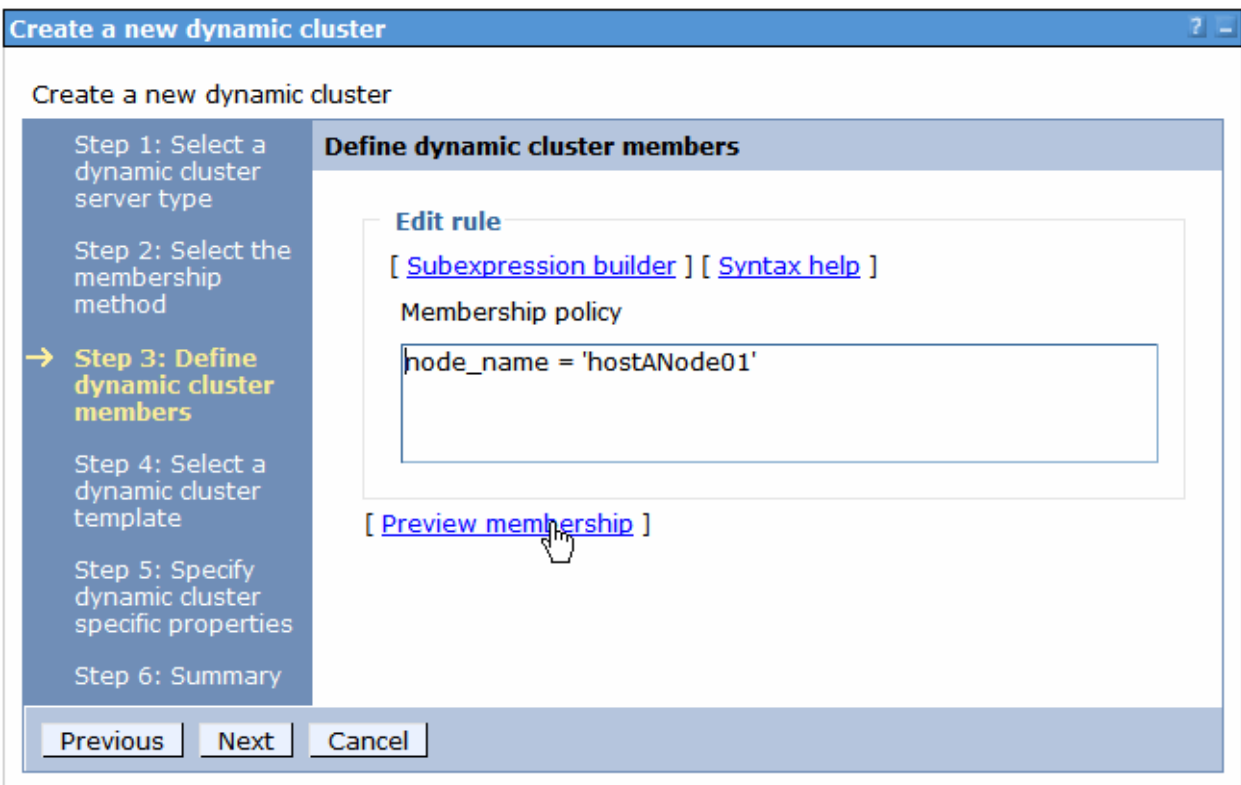 Create a new dynamic cluster
?
Create a new dynamic cluster
Step 1: Select a
dynamic cluster
server type
Step 2: Select the
membership
method
Step 3: Define
dynamic cluster
members
Step 4: Select a
dynamic cluster
template
Step 5: Specify
dynamic cluster
specific properties
Step 6: Summary
Define dynamic cluster members
Edit rule
[ Subexpression builder ] [ Syntax help ]
Membership policy
node_name = 'hostANode01'
[ Preview membership ]
Previous Next Cancel